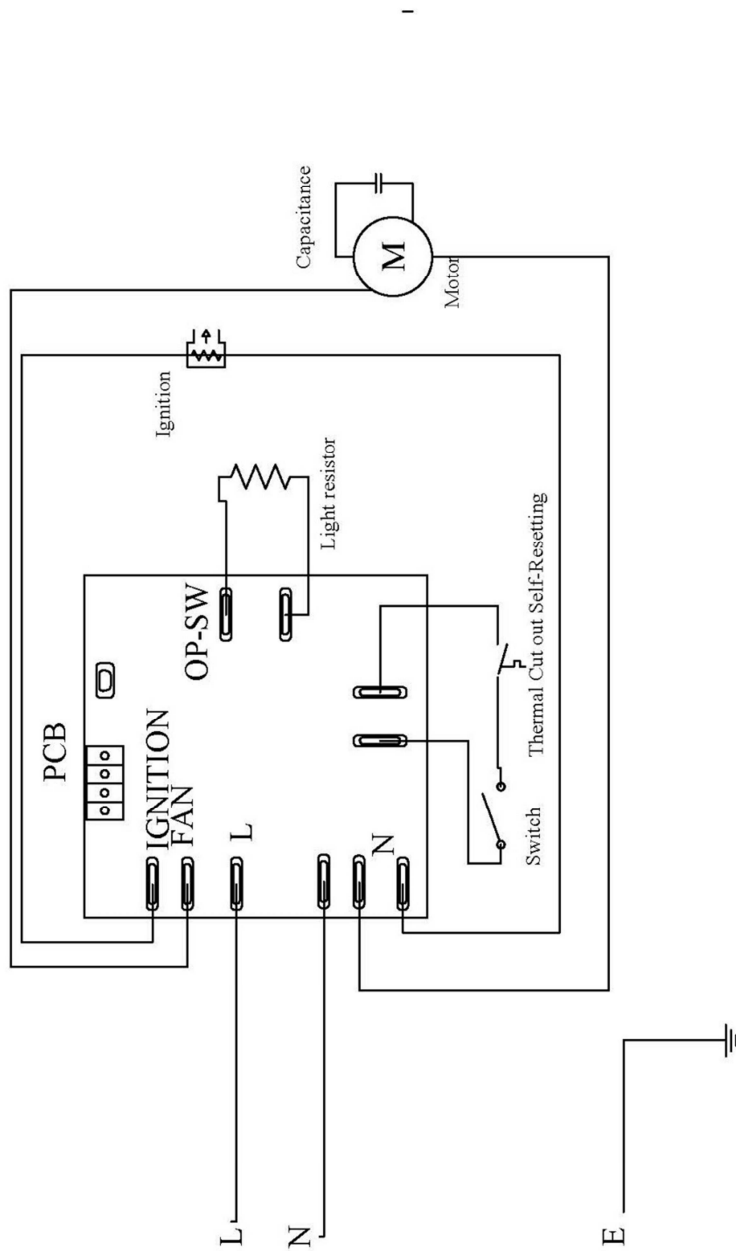 Capacitance
M
Motor
Ignition
Light resistor
PCB
OP-SW
IGNITION
FAN
L
N
Thermal Cut out Self-Resetting
Switch
L
N
E